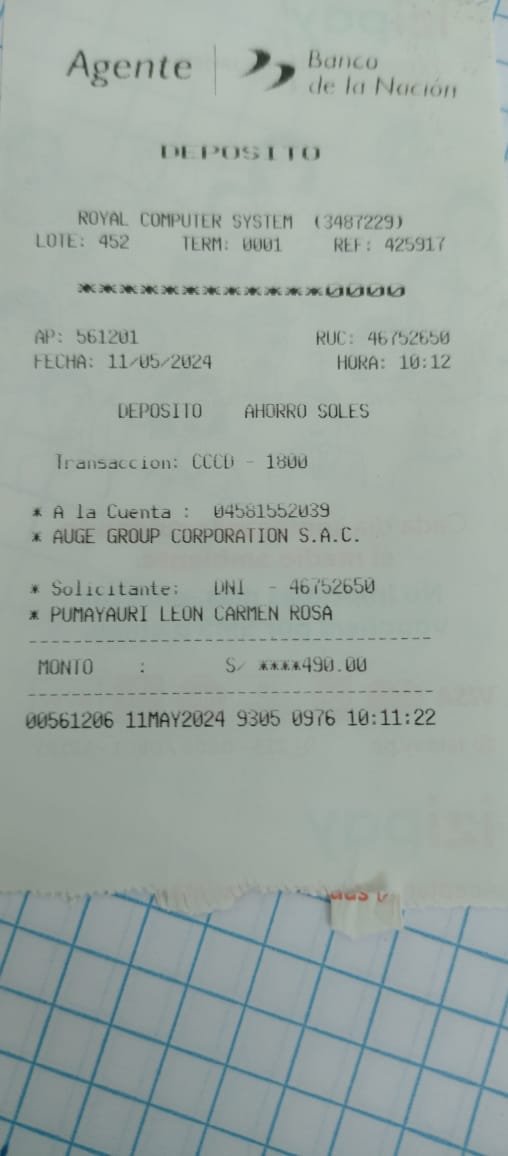 Agente
Banco
de la Nación
DEPOSITO
ROYAL COMPUTER SYSTEM (3487229)
LOTE: 452 TERM: 0001 REF: 425917
************0000
AP: 561201 RUC: 46752650
FECHA: 11/05/2024 HORA: 10:12
DEPOSITO AHORRO SOLES
Transaccion: CCCD - 1800
* A la Cuenta : 04581552039
* AUGE GROUP CORPORATION S.A.C.
* Solicitante: DNI - 46752650
* PUMAYAURI LEON CARMEN ROSA
--------------------------------
MONTO : S/ ****490.00
--------------------------------
00561206 11MAY2024 9305 0976 10:11:22